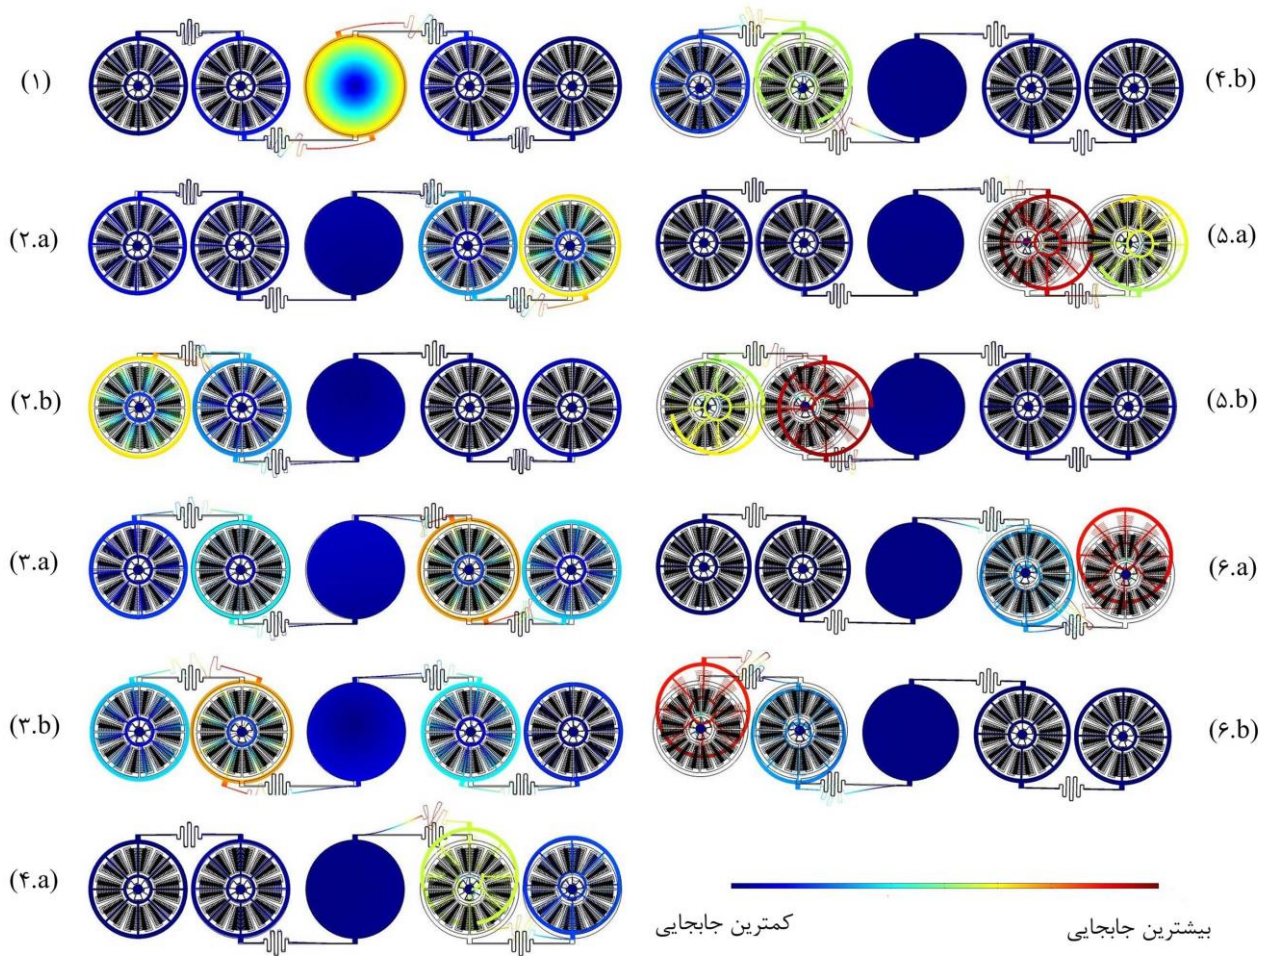 (۱)
(۲.a)
(۲.b)
(۳.a)
(۳.b)
(۴.a)
(۴.b)
(۵.a)
(۵.b)
(۶.a)
(۶.b)
کمترین جابجایی
بیشترین جابجایی